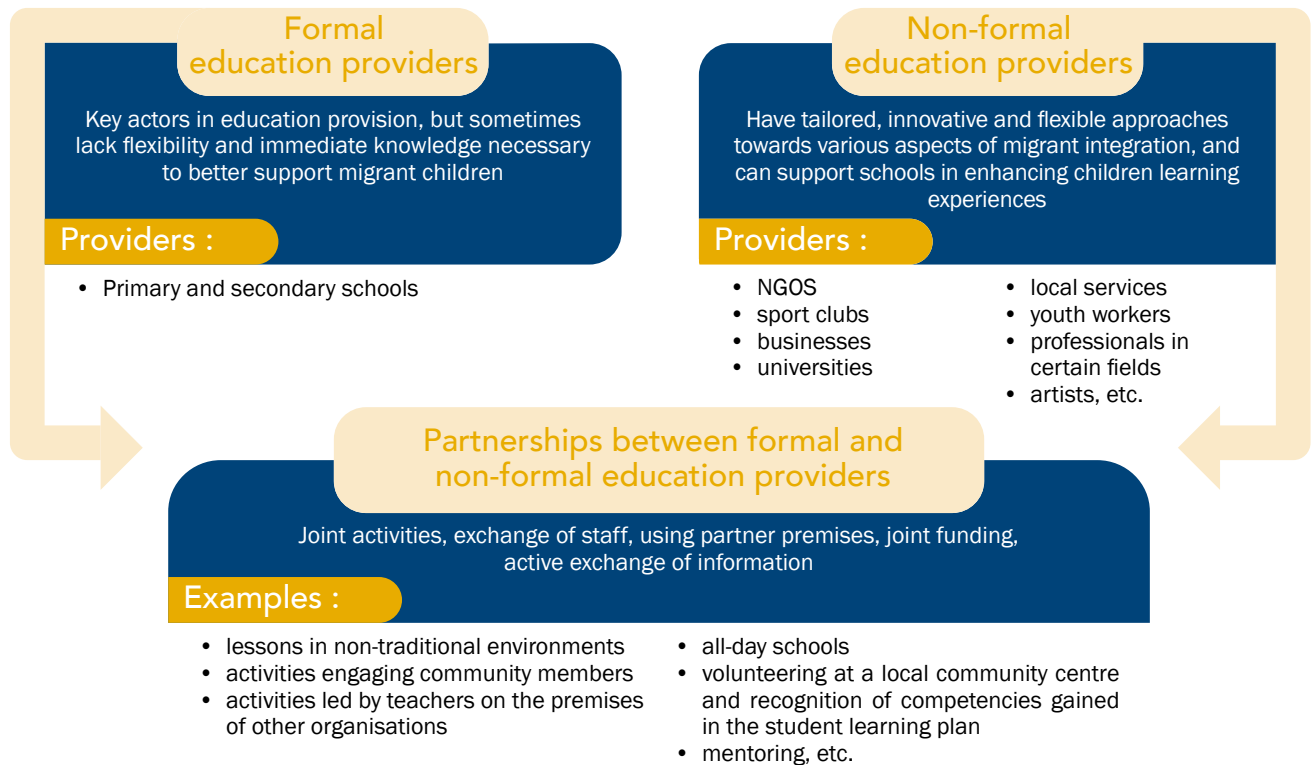 Formal
education providers
Key actors in education provision, but sometimes
lack flexibility and immediate knowledge necessary
to better support migrant children
Providers :
• Primary and secondary schools
Non-formal
education providers
Have tailored, innovative and flexible approaches
towards various aspects of migrant integration, and
can support schools in enhancing children learning
experiences
Providers :
• NGOS
• sport clubs
• businesses
• universities
• local services
• youth workers
• professionals in
certain fields
• artists, etc.
Partnerships between formal and
non-formal education providers
Joint activities, exchange of staff, using partner premises, joint funding,
active exchange of information
Examples :
• lessons in non-traditional environments
• activities engaging community members
• activities led by teachers on the premises
of other organisations
• all-day schools
• volunteering at a local community centre
and recognition of competencies gained
in the student learning plan
• mentoring, etc.